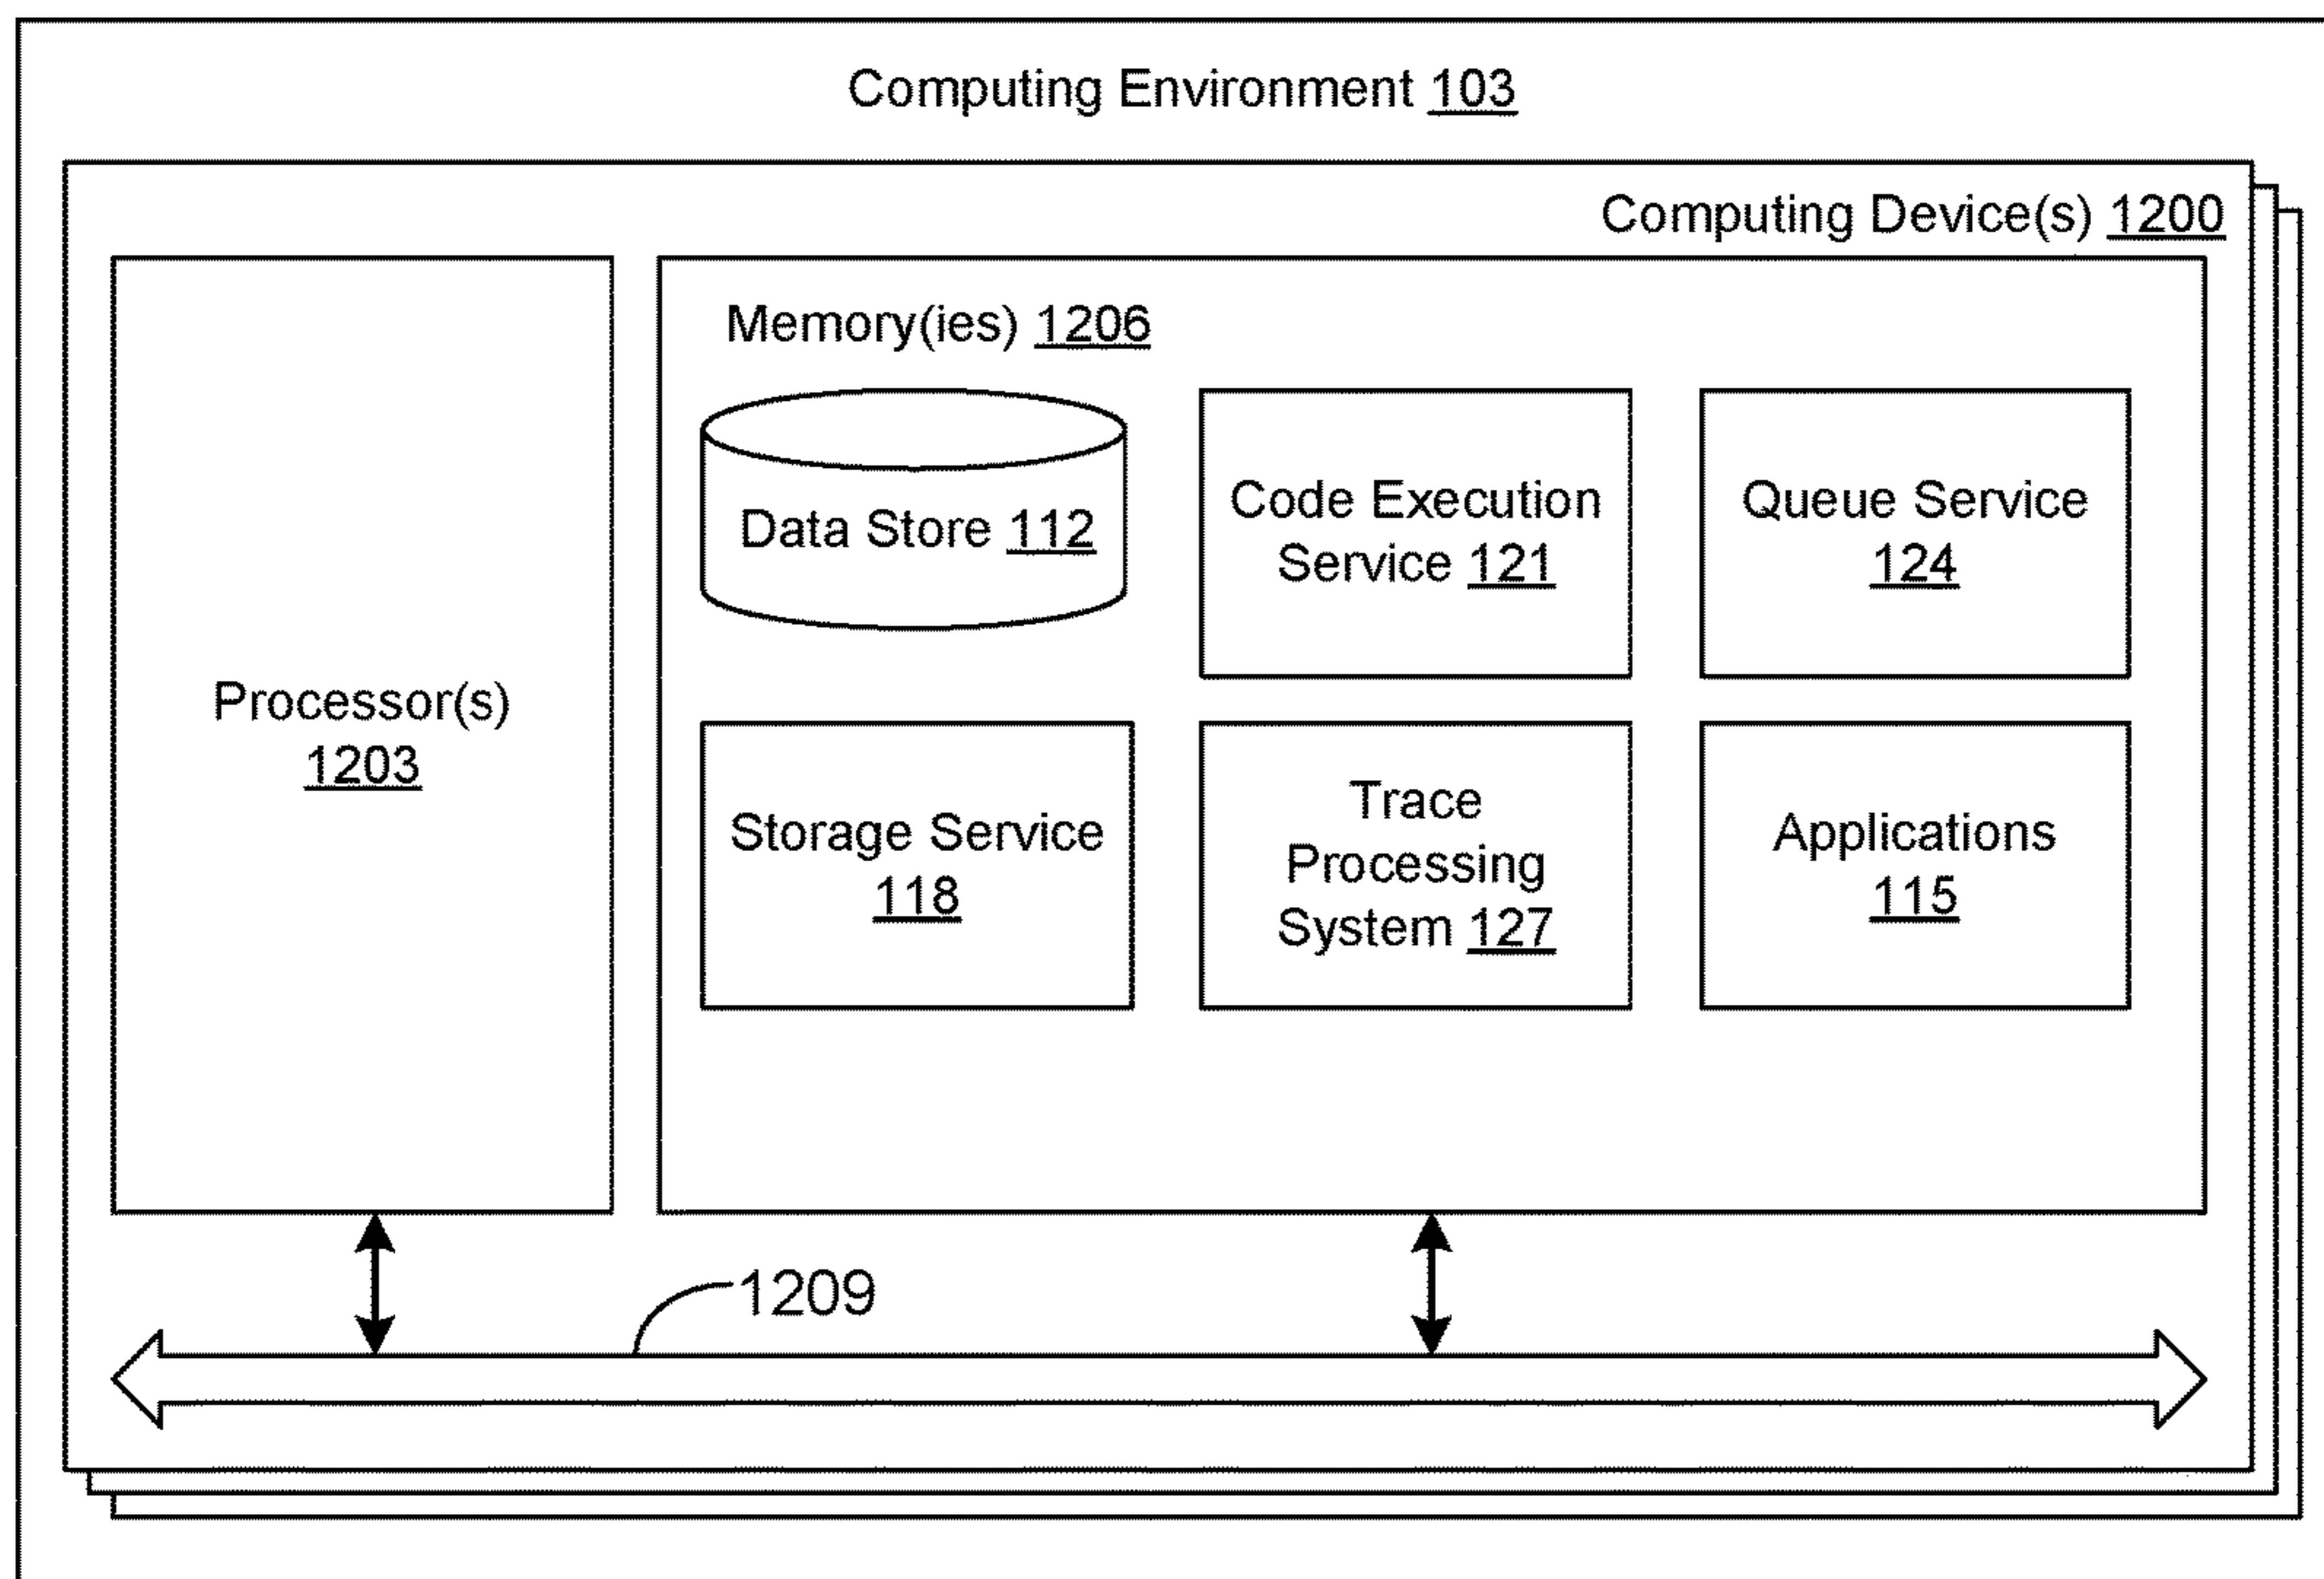 Computing Environment 103
Computing Device(s) 1200
Memory(ies) 1206
Data Store 112
Code Execution
Service 121
Queue Service
124
Processor(s)
1203
Storage Service
118
Trace
Processing
System 127
Applications
115
1209